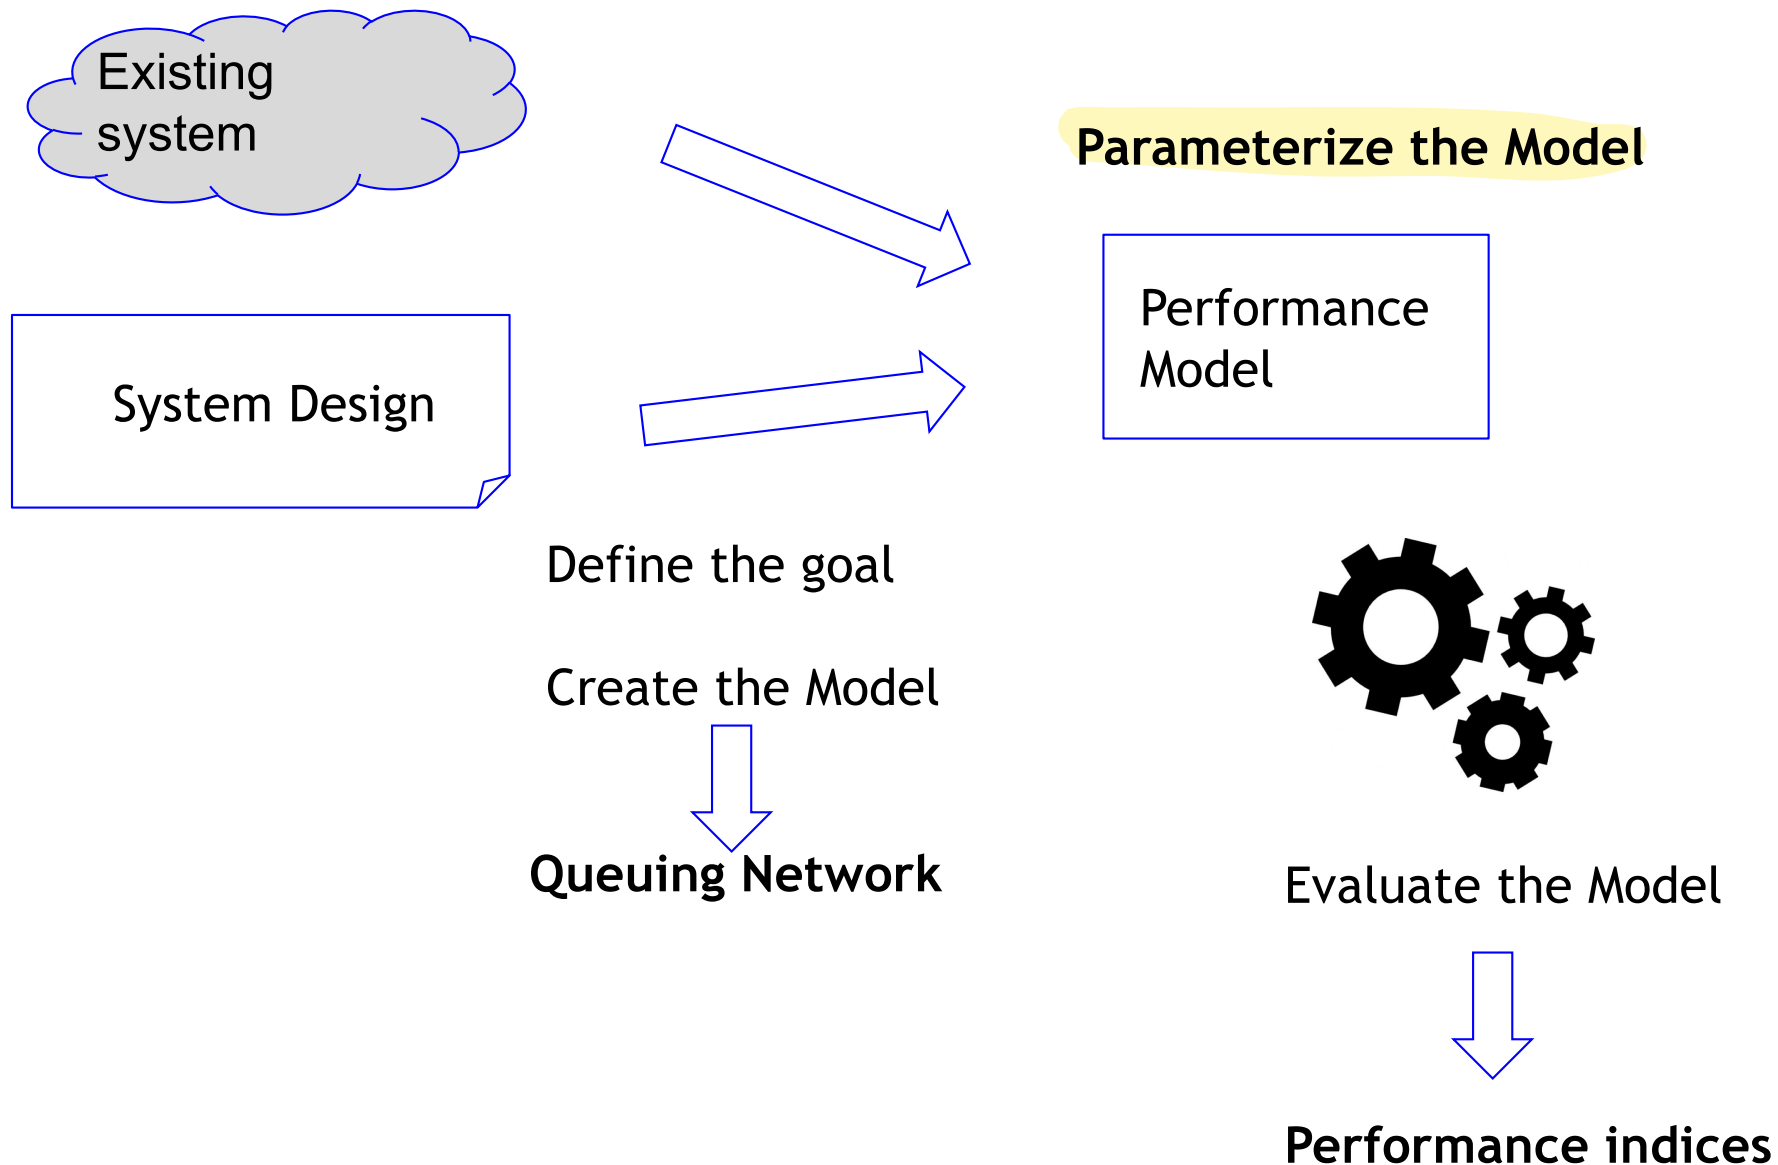 Existing
system
Parameterize the Model
Performance
Model
System Design
Define the goal
Create the Model
Queuing Network
Evaluate the Model
Performance indices